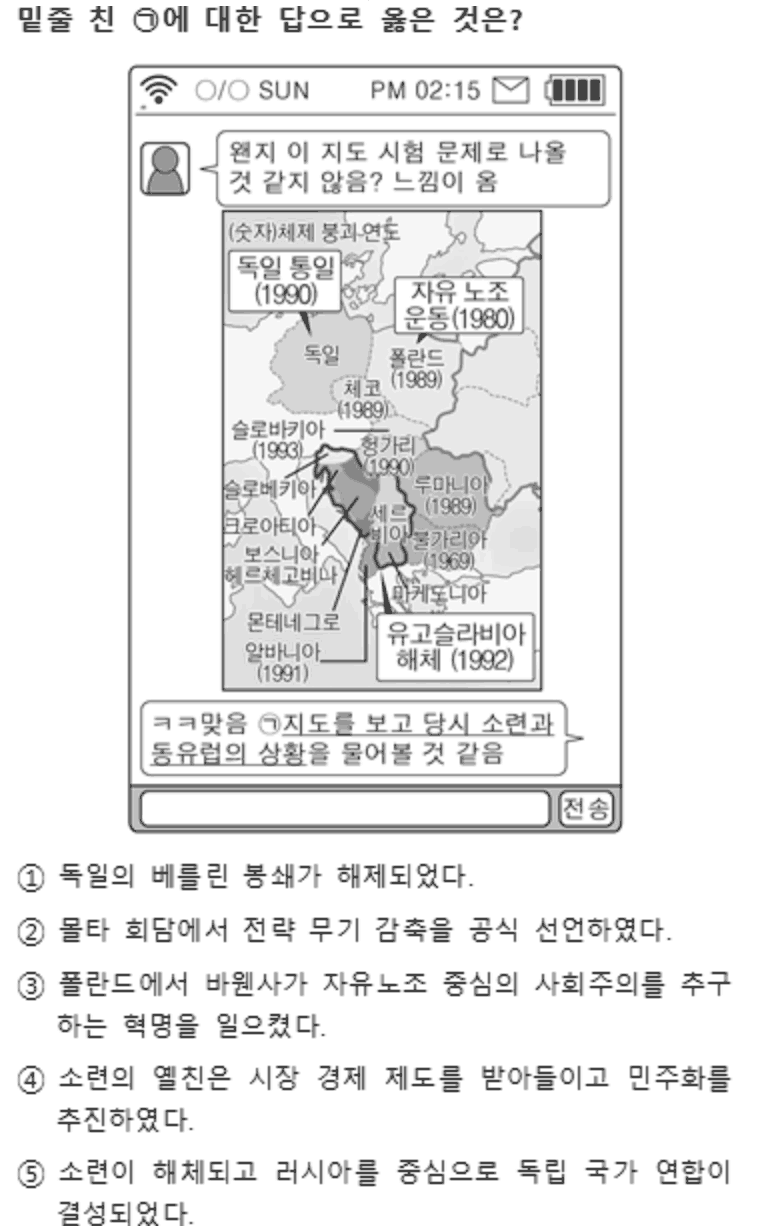 밑줄 친 ㉠에 대한 답으로 옳은 것은?
○/○ SUN PM 02:15
왠지 이 지도 시험 문제로 나올
것 같지 않음? 느낌이 옴
(숫자)체제 붕괴 연도
독일 통일
(1990)
자유 노조
운동(1980)
독일
폴란드
(1989)
체코
(1989)
슬로바키아
(1993)
헝가리
(1990)
루마니아
(1989)
슬로베키아
크로아티아
세르
비아
불가리아
(1969)
보스니아
헤르체고비나
마케도니아
몬테네그로
유고슬라비아
해체 (1992)
알바니아
(1991)
ㅋㅋ맞음 ㉠지도를 보고 당시 소련과
동유럽의 상황을 물어볼 것 같음
전송
① 독일의 베를린 봉쇄가 해제되었다.
② 몰타 회담에서 전략 무기 감축을 공식 선언하였다.
③ 폴란드에서 바웬사가 자유노조 중심의 사회주의를 추구
하는 혁명을 일으켰다.
④ 소련의 옐친은 시장 경제 제도를 받아들이고 민주화를
추진하였다.
⑤ 소련이 해체되고 러시아를 중심으로 독립 국가 연합이
결성되었다.